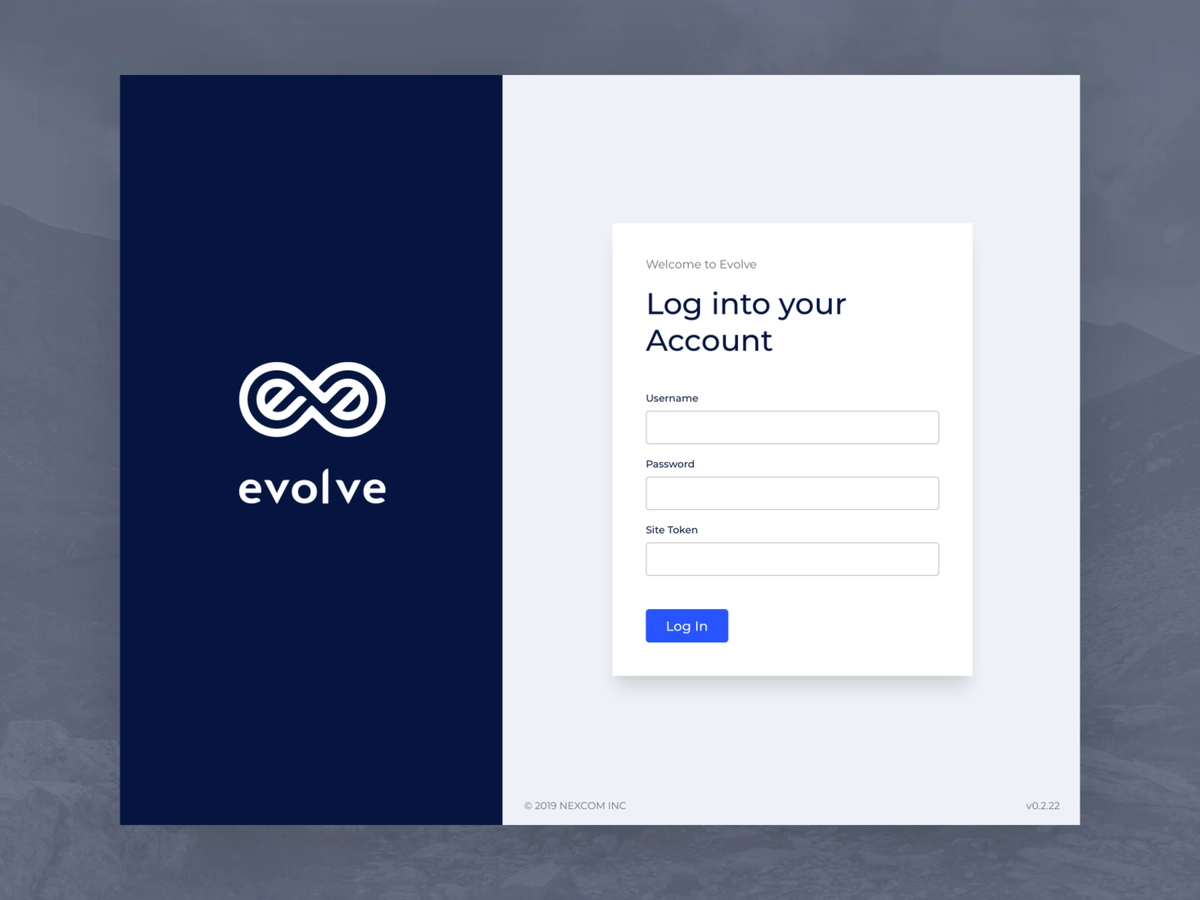 evolve
Welcome to Evolve
Log into your
Account
Username
Password
Site Token
Log In
© 2019 NEXCOM INC
v0.2.22